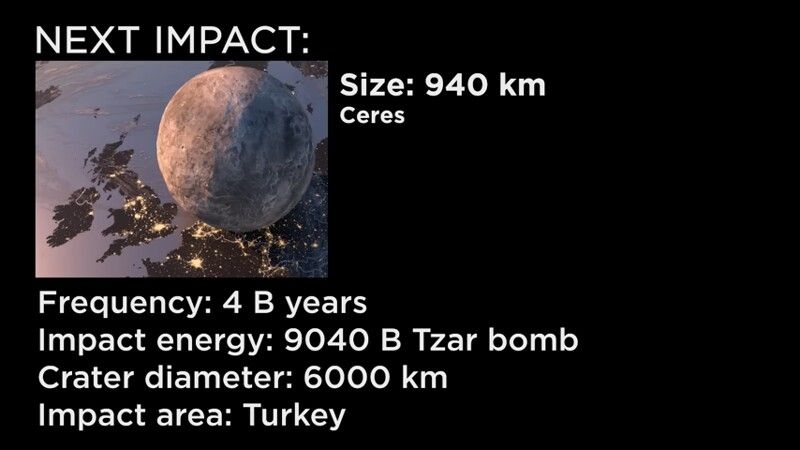 NEXT IMPACT:
Size: 940 km
Ceres
Frequency: 4 B years
Impact energy: 9040 B Tzar bomb
Crater diameter: 6000 km
Impact area: Turkey